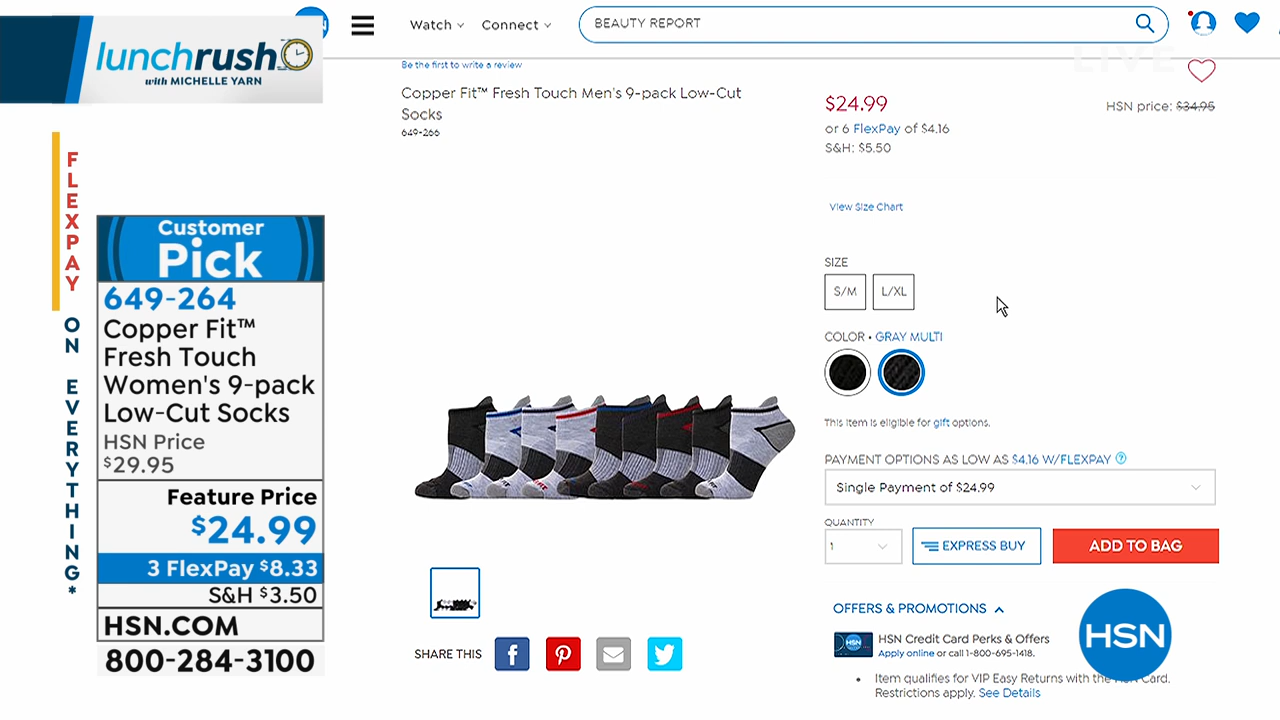 lunchrush
with MICHELLE YARN
FLEXPAY ON EVERYTHING*
Customer
Pick
649-264
Copper Fit™
Fresh Touch
Women's 9-pack
Low-Cut Socks
HSN Price
$29.95
Feature Price
$24.99
3 FlexPay $8.33
S&H $3.50
HSN.COM
800-284-3100
Watch
Connect
BEAUTY REPORT
LIVE
Be the first to write a review
Copper Fit™ Fresh Touch Men's 9-pack Low-Cut
Socks
649-266
$24.99
HSN price: $34.95
or 6 FlexPay of $4.16
S&H: $5.50
View Size Chart
SIZE
S/M
L/XL
COLOR • GRAY MULTI
This item is eligible for gift options.
PAYMENT OPTIONS AS LOW AS $4.16 W/FLEXPAY ?
Single Payment of $24.99
QUANTITY
1
EXPRESS BUY
ADD TO BAG
OFFERS & PROMOTIONS
HSN Credit Card Perks & Offers
Apply online or call 1-800-695-1418.
HSN
• Item qualifies for VIP Easy Returns with the HSN Card.
Restrictions apply. See Details
SHARE THIS